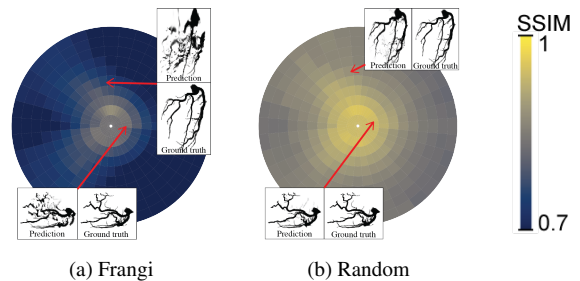 Prediction
Ground truth
Prediction
Ground truth
Prediction
Ground truth
Prediction
Ground truth
SSIM
1
0.7
(a) Frangi
(b) Random